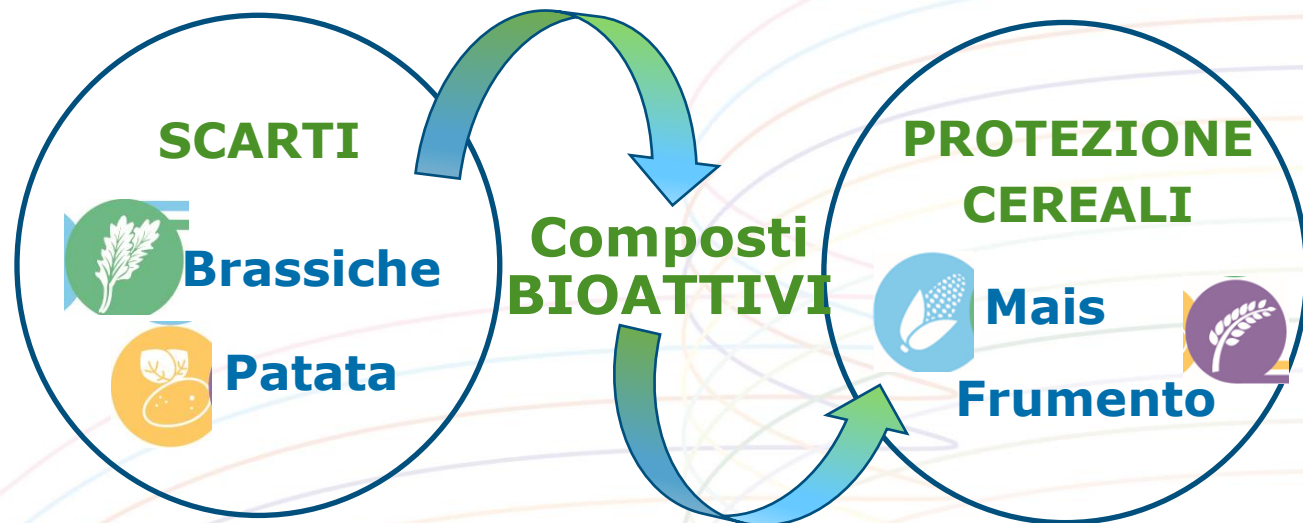 SCARTI
Brassiche
Patata
Composti
BIOATTIVI
PROTEZIONE
CEREALI
Mais
Frumento